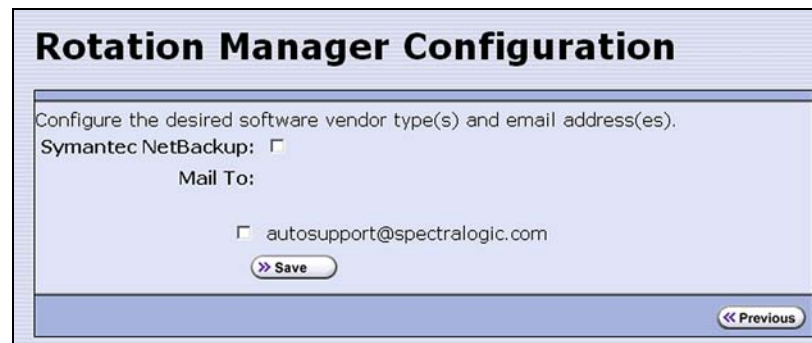 Rotation Manager Configuration
Configure the desired software vendor type(s) and email address(es).
Symantec NetBackup:
Mail To:
autosupport@spectralogic.com
Save
Previous